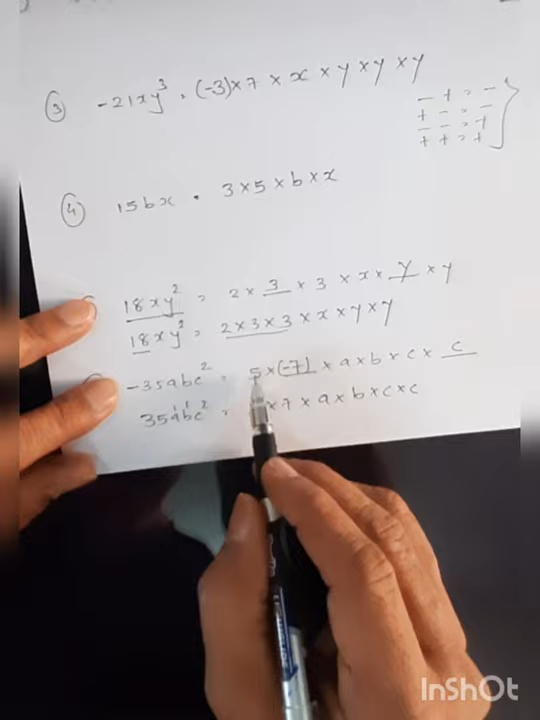 ③ -21xy³ = (-3)×7 × x × y × y × y
- + = -
+ - = -
- - = +
+ + = +
④ 15bx = 3×5×b×x
18xy² = 2 × 3 × 3 × x × y × y
18xy² = 2×3×3 × x × y × y
-35abc² = 5×(-7) × a×b×c× c
35a¹b¹c² = ×7 × a × b × c × c
InShOt